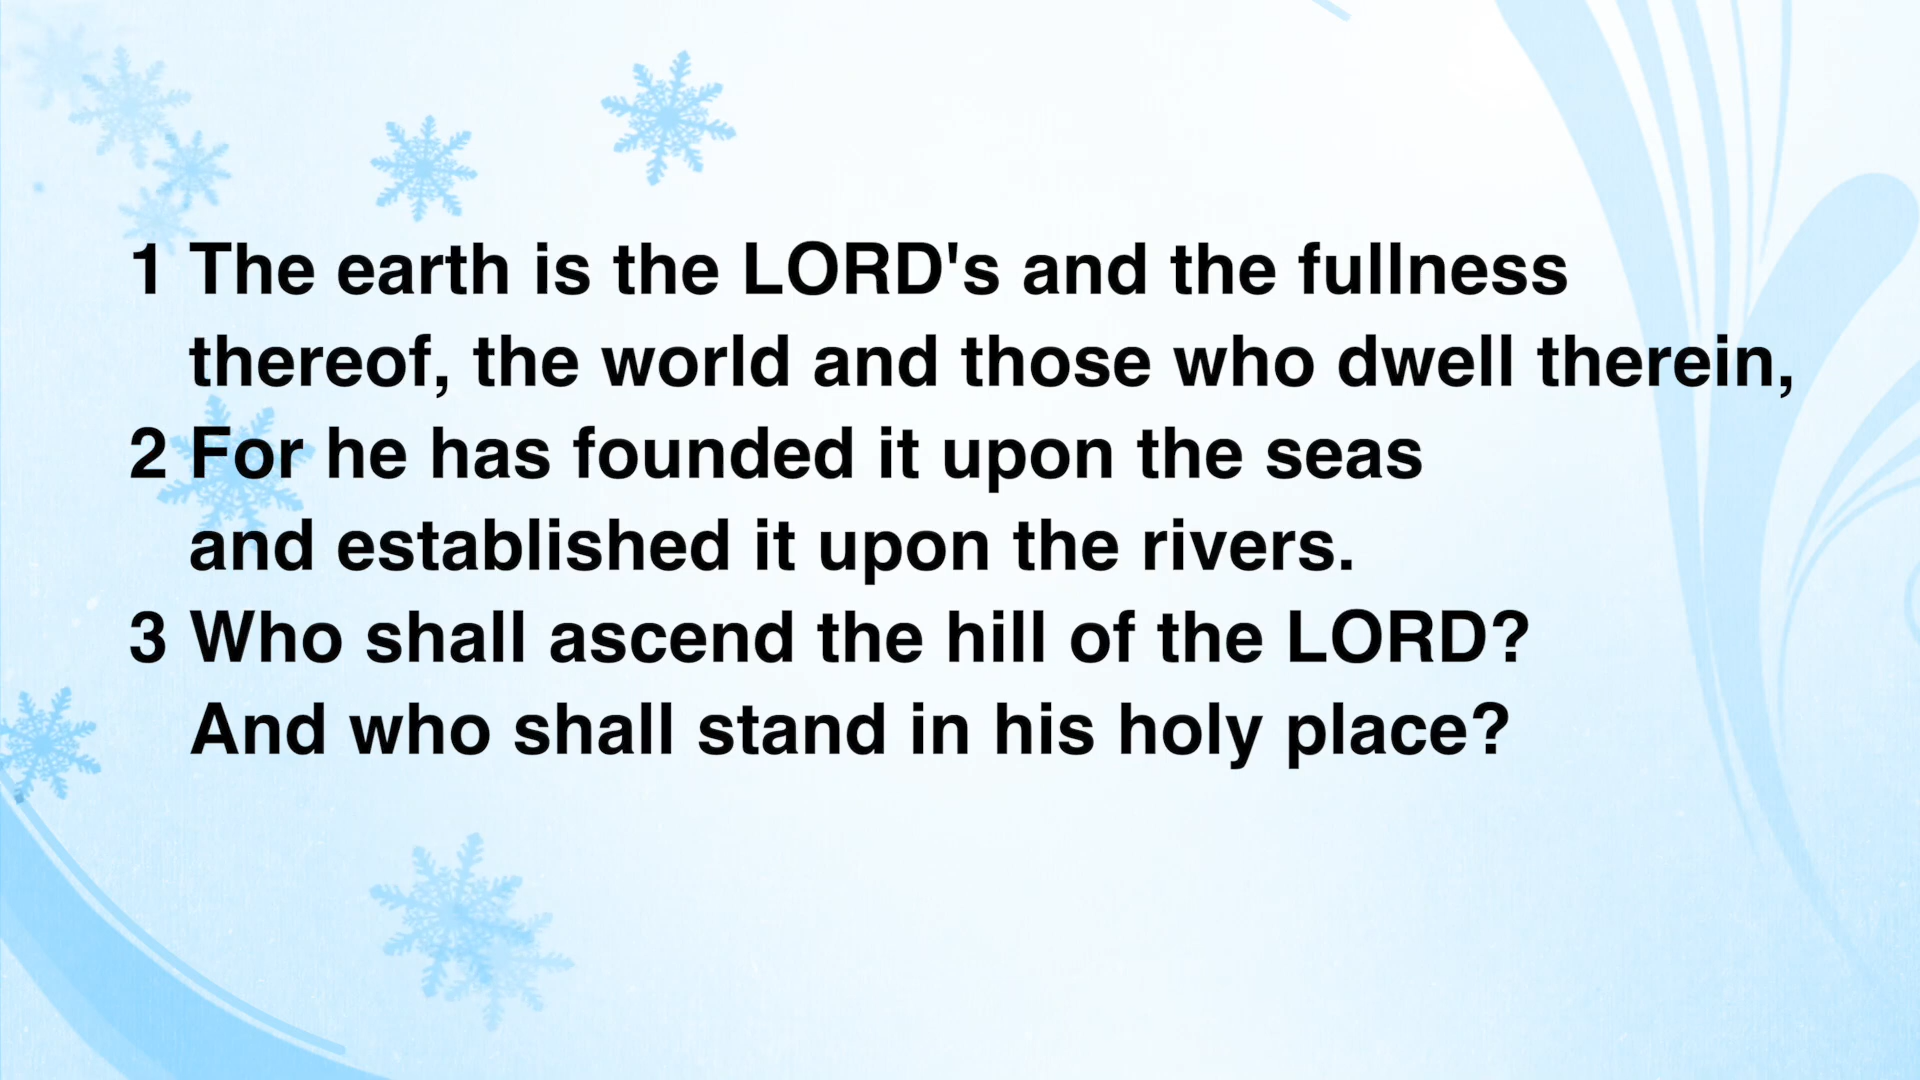 1 The earth is the LORD's and the fullness
thereof, the world and those who dwell therein,
2 For he has founded it upon the seas
and established it upon the rivers.
3 Who shall ascend the hill of the LORD?
And who shall stand in his holy place?